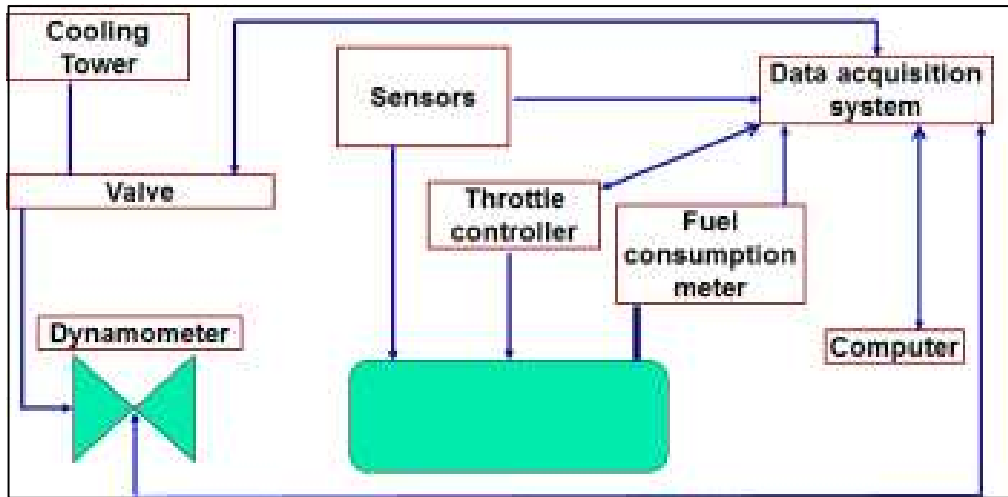 Cooling
Tower
Sensors
Data acquisition
system
Valve
Throttle
controller
Fuel
consumption
meter
Dynamometer
Computer